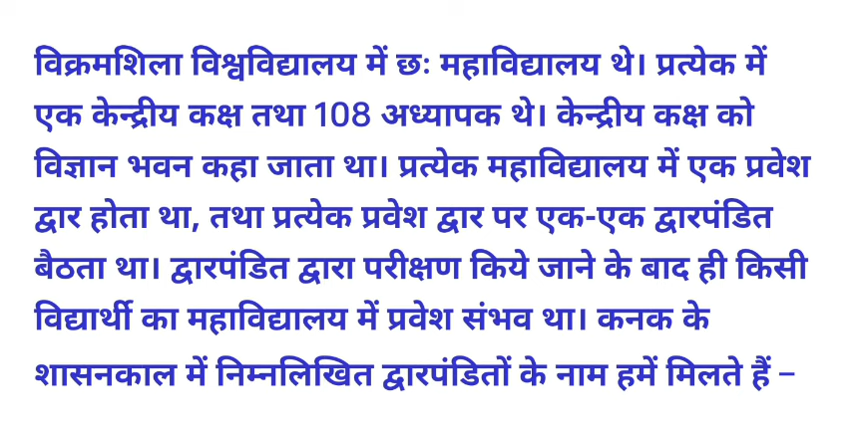 विक्रमशिला विश्वविद्यालय में छः महाविद्यालय थे। प्रत्येक में
एक केन्द्रीय कक्ष तथा 108 अध्यापक थे। केन्द्रीय कक्ष को
विज्ञान भवन कहा जाता था। प्रत्येक महाविद्यालय में एक प्रवेश
द्वार होता था, तथा प्रत्येक प्रवेश द्वार पर एक-एक द्वारपंडित
बैठता था। द्वारपंडित द्वारा परीक्षण किये जाने के बाद ही किसी
विद्यार्थी का महाविद्यालय में प्रवेश संभव था। कनक के
शासनकाल में निम्नलिखित द्वारपंडितों के नाम हमें मिलते हैं –